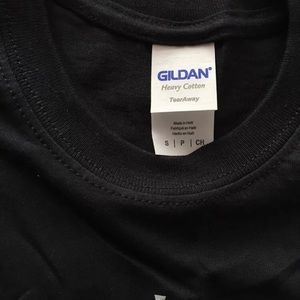 GILDAN®
Heavy Cotton
TearAway
Made in Haiti
Fabriqué en Haïti
Hecho en Haití
S | P | CH